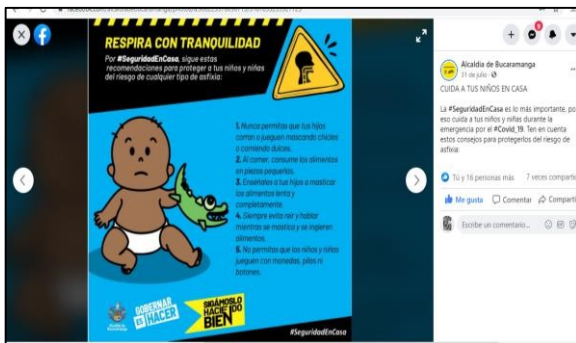 RESPIRA CON TRANQUILIDAD
Por #SeguridadEnCasa, sigue estas
recomendaciones para proteger a tus niñas y niños
del riesgo de cualquier tipo de asfixia:
1. Nunca permitas que tus hijos
corran o jueguen mascando chicles
o comiendo dulces.
2. Al comer, consume los alimentos
en piezas pequeñas.
3. Enséñales a tus hijos a masticar
los alimentos lenta y
completamente.
4. Siempre evita reír y hablar
mientras se mastica y se ingieren
alimentos.
5. No permitas que los niños y niñas
jueguen con monedas, pilas ni
botones.
GOBERNAR
ES HACER
SIGÁMOSLO
HACIENDO
BIEN
#SeguridadEnCasa
Alcaldía de Bucaramanga
21 de julio
CUIDA A TUS NIÑOS EN CASA
La #SeguridadEnCasa es lo más importante, po
eso cuida a tus niños y niñas durante la
emergencia por el #Covid_19. Ten en cuenta
estos consejos para protegerlos del riesgo de
asfixia:
Tú y 16 personas más 7 veces comparti
Me gusta Comentar Comparti
Escribe un comentario...